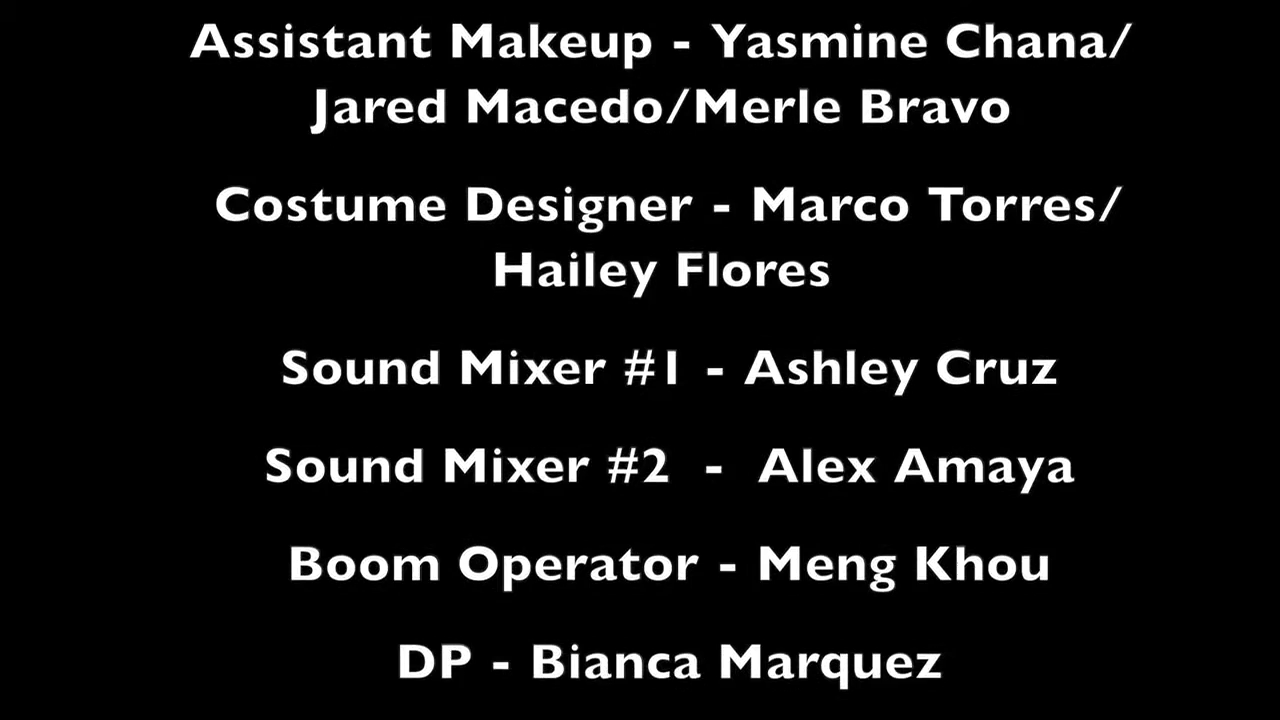 Assistant Makeup - Yasmine Chana/
Jared Macedo/Merle Bravo
Costume Designer - Marco Torres/
Hailey Flores
Sound Mixer #1 - Ashley Cruz
Sound Mixer #2 - Alex Amaya
Boom Operator - Meng Khou
DP - Bianca Marquez